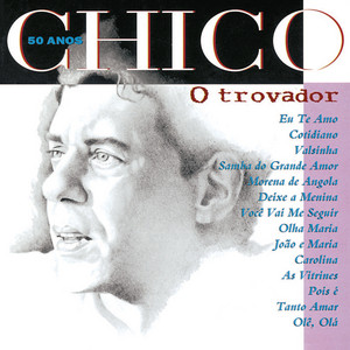 CHICO
50 ANOS
O trovador
Eu Te Amo
Cotidiano
Valsinha
Samba do Grande Amor
Morena de Angola
Deixe a Menina
Você Vai Me Seguir
Olha Maria
João e Maria
Carolina
As Vitrines
Pois é
Tanto Amar
Olê, Olá